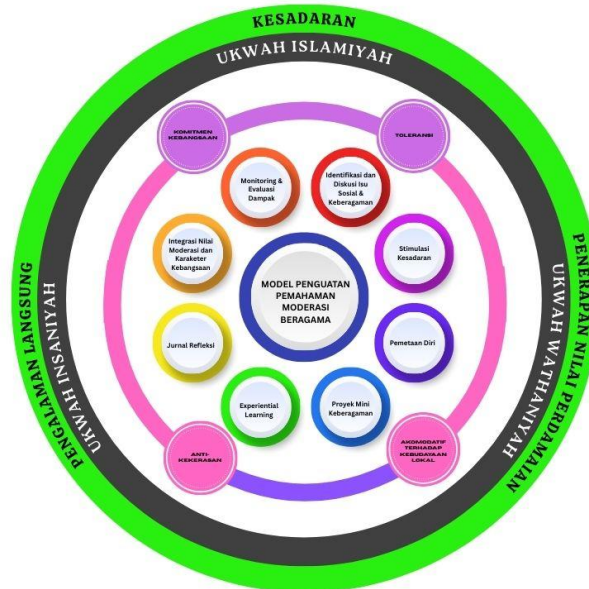 KESADARAN
UKWAH ISLAMIYAH
PENGALAMAN LANGSUNG
UKWAH INSANIYAH
PENERAPAN NILAI PERDAMAIAN
UKWAH WATHANIYAH
KOMITMEN
KEBANGSAAN
TOLERANSI
Monitoring &
Evaluasi
Dampak
Identifikasi dan
Diskusi Isu
Sosial &
Keberagaman
Integrasi Nilai
Moderasi dan
Karaketer
Kebangsaan
Stimulasi
Kesadaran
MODEL PENGUATAN
PEMAHAMAN
MODERASI
BERAGAMA
Jurnal Refleksi
Pemetaan Diri
Experiential
Learning
Proyek Mini
Keberagaman
ANTI-
KEKERASAN
AKOMODATIF
TERHADAP
KEBUDAYAAN
LOKAL